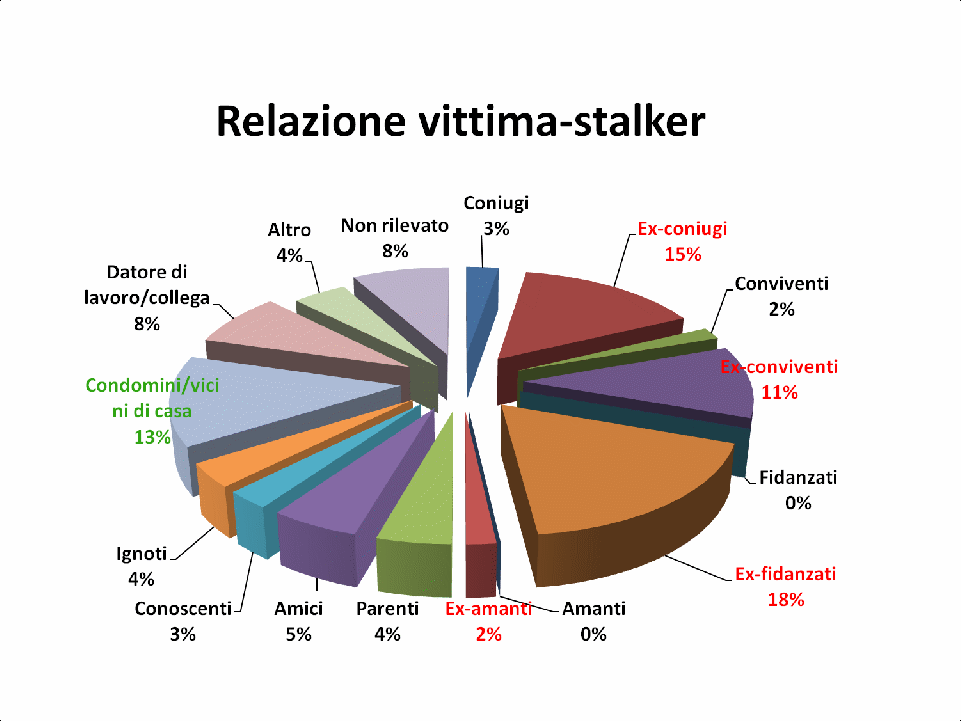 Relazione vittima-stalker
Coniugi
3%
Ex-coniugi
15%
Conviventi
2%
Ex-conviventi
11%
Fidanzati
0%
Ex-fidanzati
18%
Amanti
0%
Ex-amanti
2%
Parenti
4%
Amici
5%
Conoscenti
3%
Ignoti
4%
Condomini/vici
ni di casa
13%
Datore di
lavoro/collega
8%
Altro
4%
Non rilevato
8%